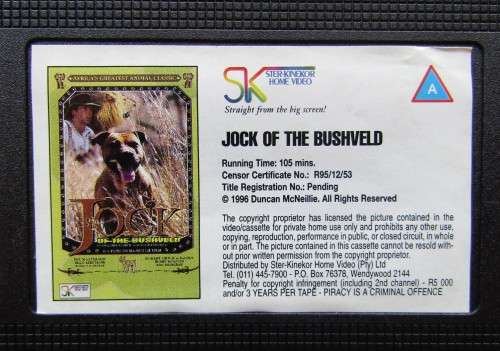 AFRICA'S GREATEST ANIMAL CLASSIC
JOCK
OF THE BUSHVELD
SK
SK
STER-KINEKOR
HOME VIDEO
Straight from the big screen!
A
JOCK OF THE BUSHVELD
Running Time: 105 mins.
Censor Certificate No.: R95/12/53
Title Registration No.: Pending
© 1996 Duncan McNeillie. All Rights Reserved
The copyright proprietor has licensed the picture contained in the
video/cassette for private home use only and prohibits any other use,
copying, reproduction, performance in public, or closed circuit, in whole
or in part. The picture contained in this cassette cannot be resold with-
out prior written permission from the copyright proprietor.
Distributed by Ster-Kinekor Home Video (Pty) Ltd
Tel: (011) 445-7900 - P.O. Box 76378, Wendywood 2144
Penalty for copyright infringement (including 2nd channel) - R5 000
and/or 3 YEARS PER TAPE - PIRACY IS A CRIMINAL OFFENCE